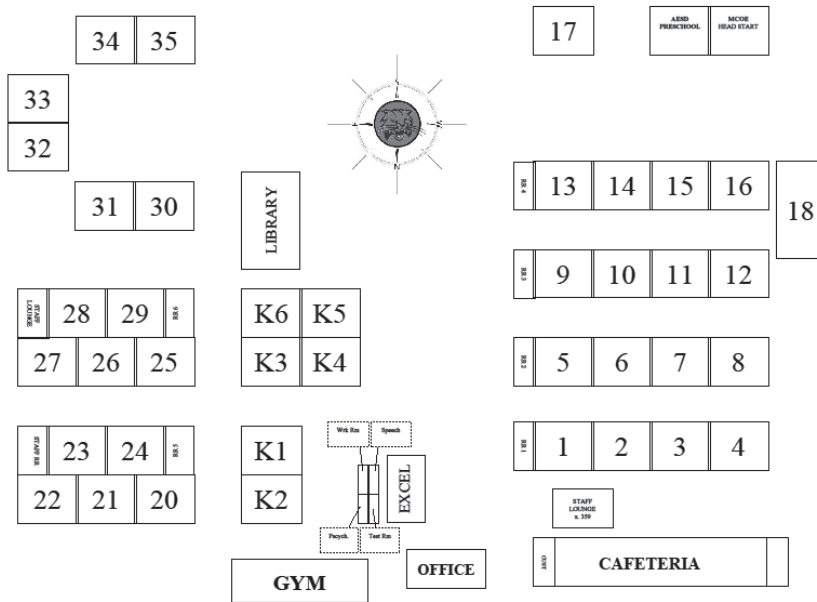 34 35
17
AESD
PRESCHOOL
MCOE
HEAD START
33
32
31 30
LIBRARY
RR 4
13 14 15 16
18
RR 3
9 10 11 12
STAFF
LOUNGE
28 29
RR 6
27 26 25
K6 K5
K3 K4
RR 2
5 6 7 8
STAFF RR
23 24
RR 5
22 21 20
K1
K2
Wrk Rm
Speech
EXCEL
Psych.
Test Rm
RR 1
1 2 3 4
STAFF
LOUNGE
x. 359
GYM
OFFICE
CAFETERIA
S
N